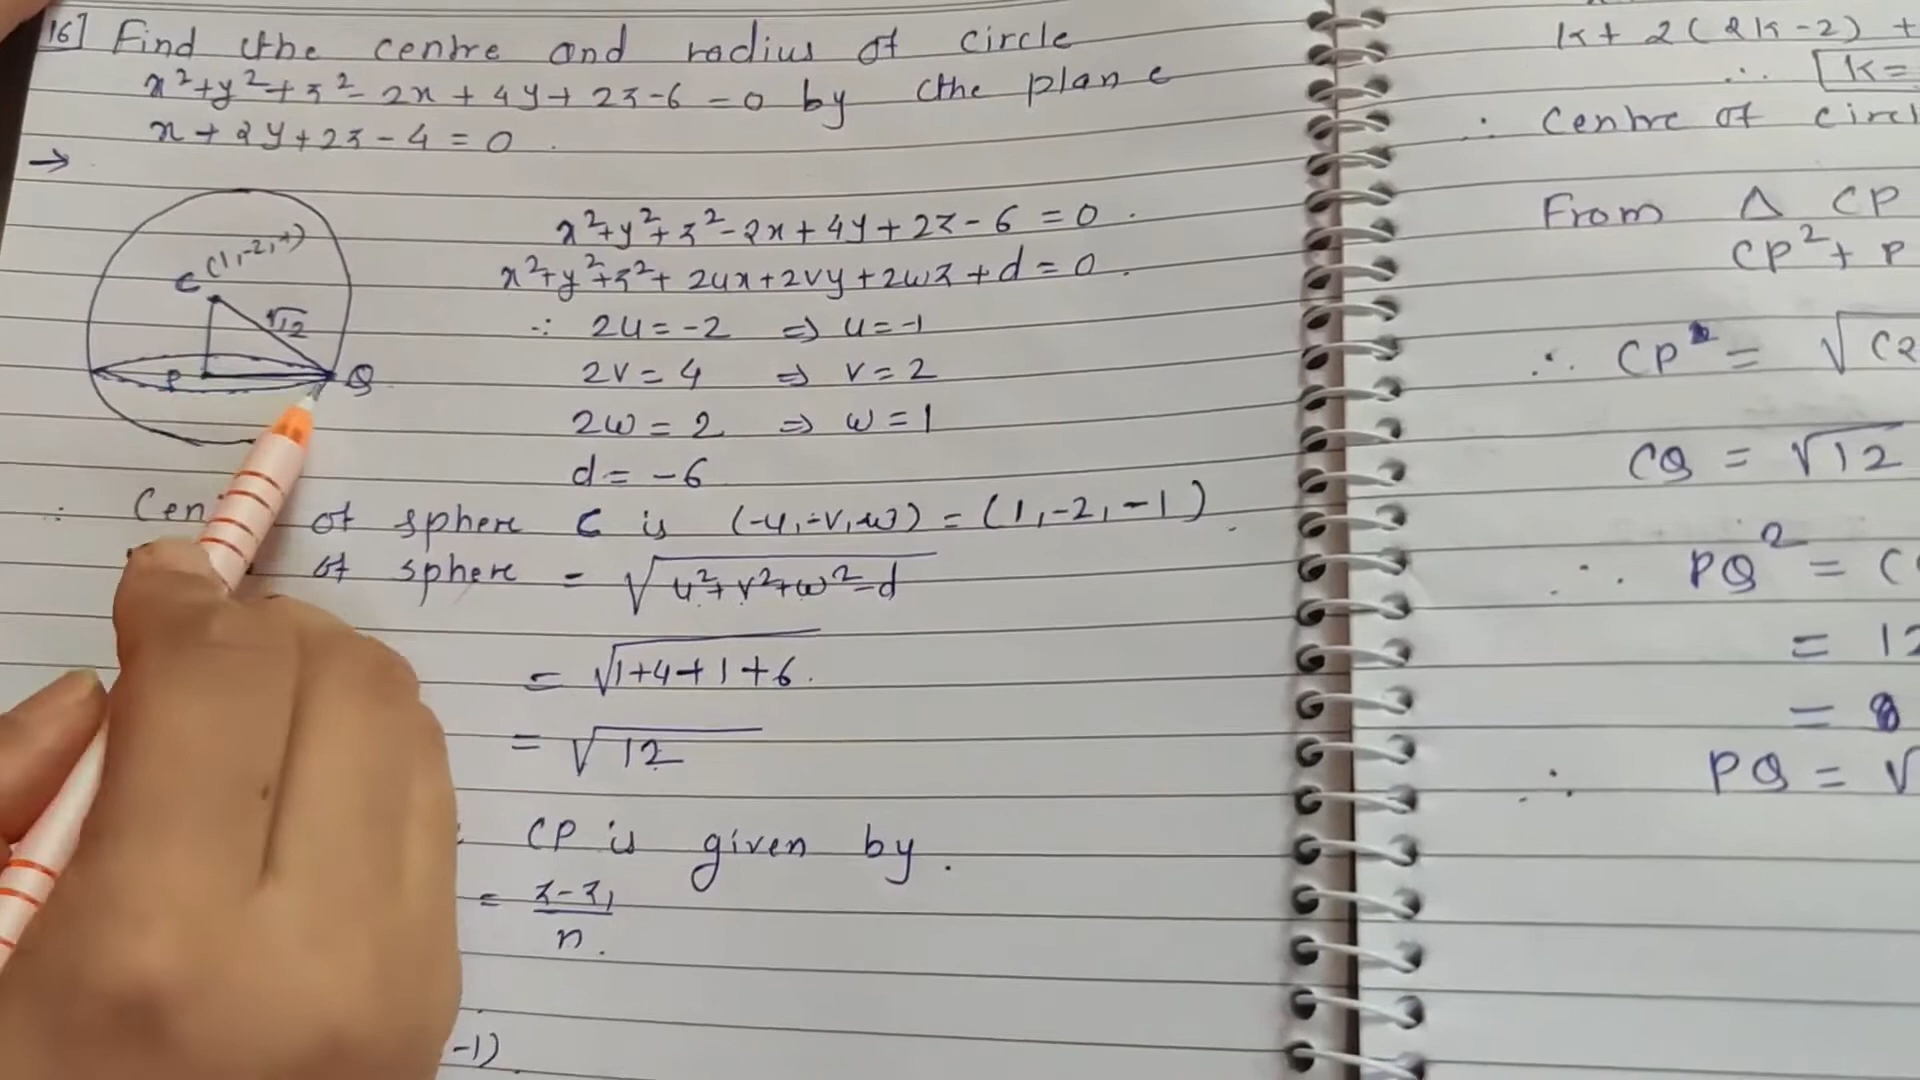 16] Find the centre and radius of circle
x²+y²+z²-2x+4y+2z-6=0 by the plane
x+2y+2z-4=0.
→
C (1,-2,-1)
√12
P Q
x²+y²+z²-2x+4y+2z-6=0.
x²+y²+z²+2ux+2vy+2wz+d=0.
∴ 2u=-2 ⇒ u=-1
2v=4 ⇒ v=2
2w=2 ⇒ w=1
d=-6
∴ Cen of sphere C is (-u,-v,-w)=(1,-2,-1).
of sphere = √u²+v²+w²-d
= √1+4+1+6.
= √12
CP is given by.
= z-z₁
n.
-1)
k+2(2k-2)+
∴ [k=
∴ Centre of circl
From △ CP
CP²+P
∴ CP² = √(2
CQ = √12
∴ PQ² = C
= 12
= 8
∴ PQ = √